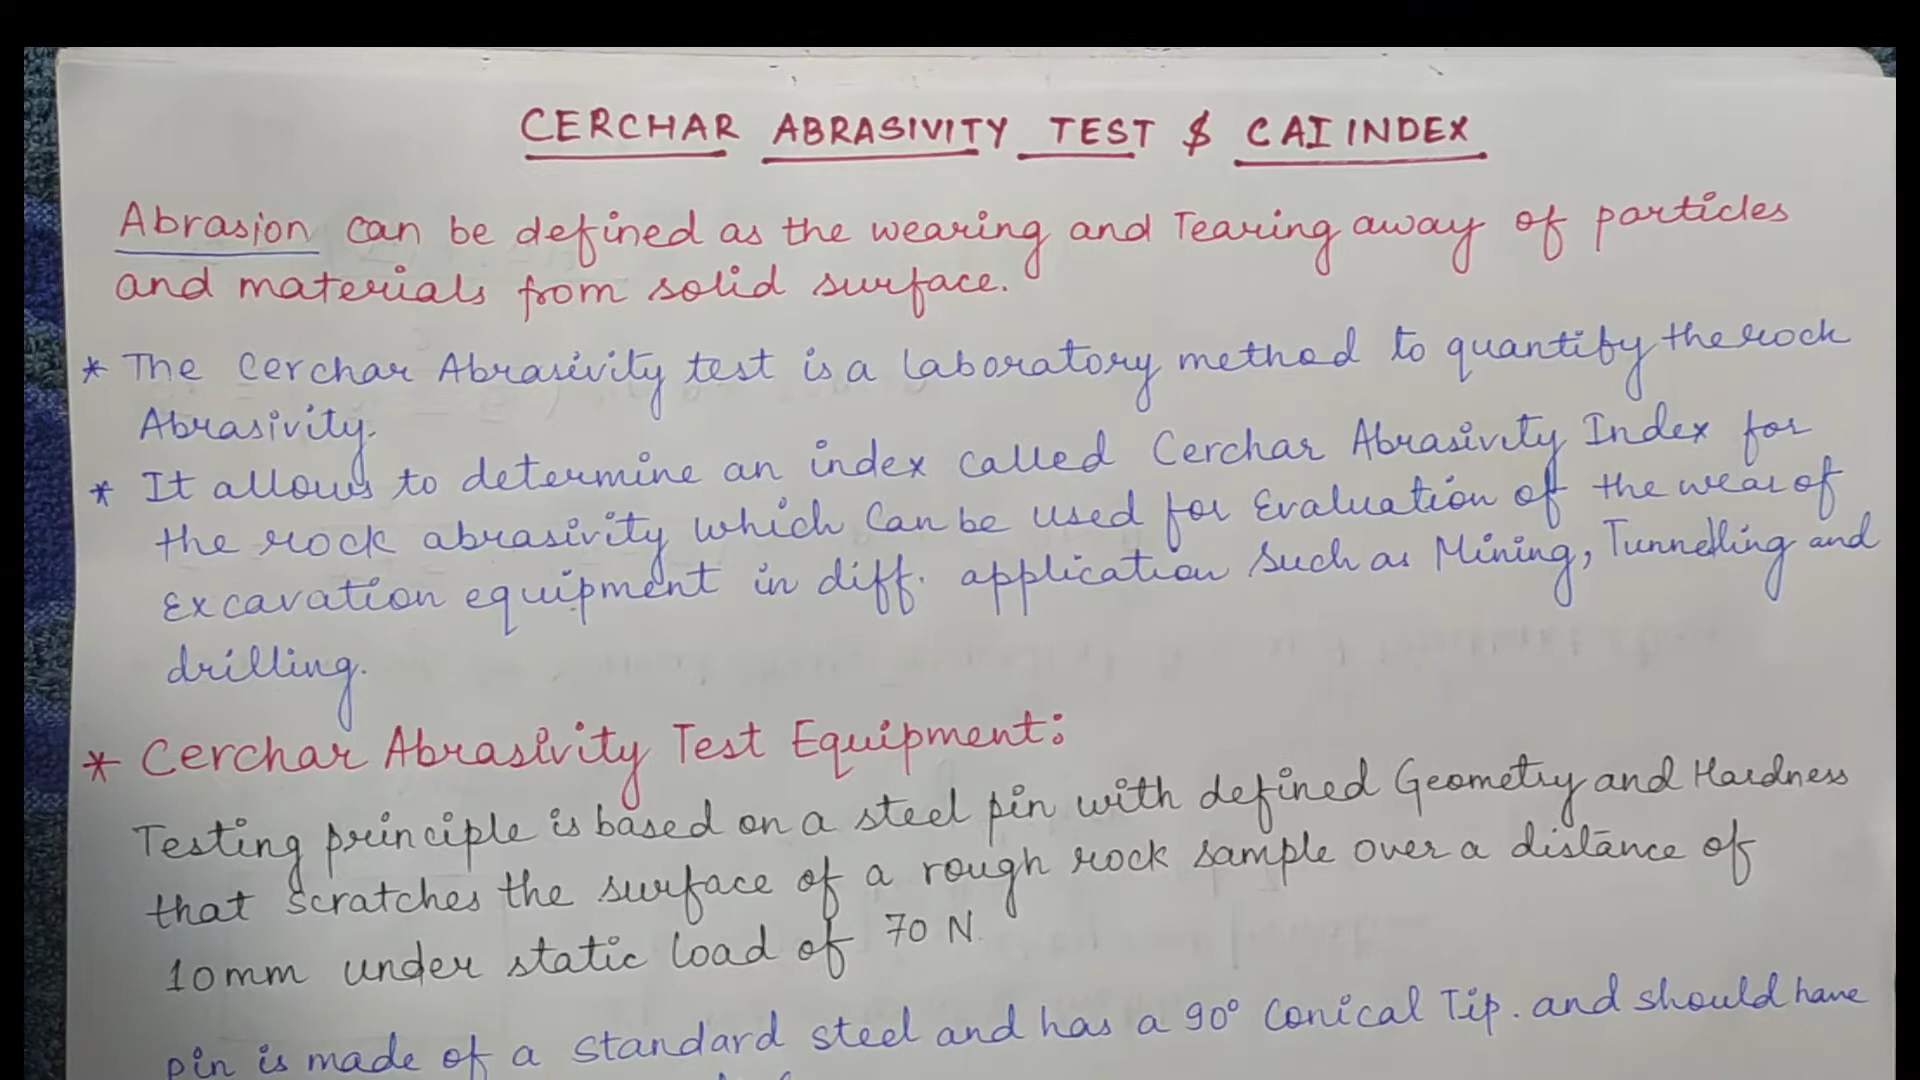 CERCHAR ABRASIVITY TEST & CAI INDEX
Abrasion can be defined as the wearing and Tearing away of particles
and materials from solid surface.
* The Cerchar Abrasivity test is a laboratory method to quantify the rock
Abrasivity.
* It allows to determine an index called Cerchar Abrasivity Index for
the rock abrasivity which can be used for Evaluation of the wear of
Excavation equipment in diff. application such as Mining, Tunnelling and
drilling.
* Cerchar Abrasivity Test Equipment:
Testing principle is based on a steel pin with defined Geometry and Hardness
that scratches the surface of a rough rock sample over a distance of
10mm under static load of 70 N.
pin is made of a standard steel and has a 90° Conical Tip. and should have